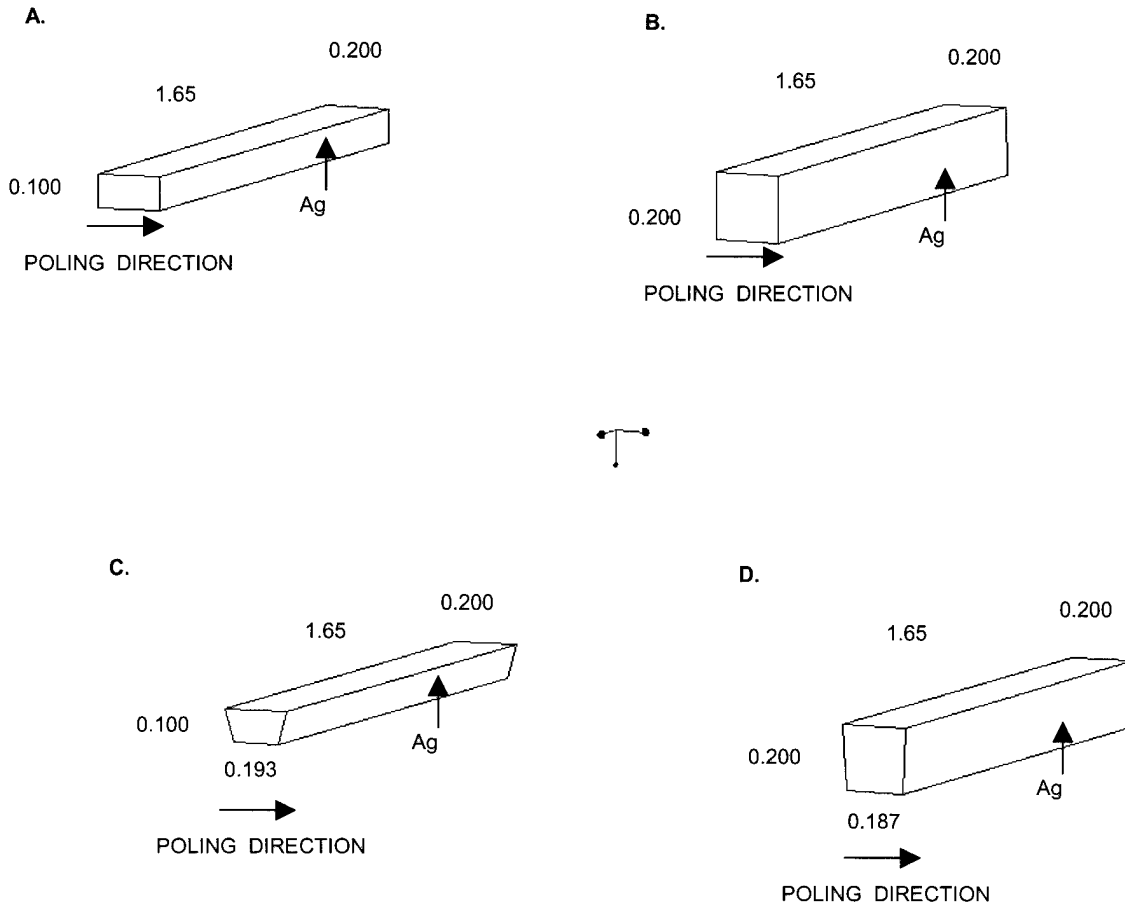 A.
0.200
1.65
0.100
Ag
POLING DIRECTION
B.
0.200
1.65
0.200
Ag
POLING DIRECTION
C.
0.200
1.65
0.100
Ag
0.193
POLING DIRECTION
D.
0.200
1.65
0.200
Ag
0.187
POLING DIRECTION